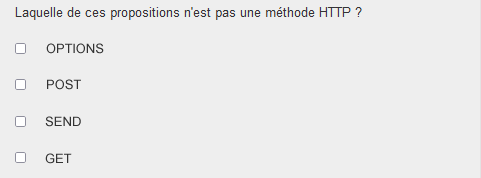 Laquelle de ces propositions n'est pas une méthode HTTP ?
OPTIONS
POST
SEND
GET